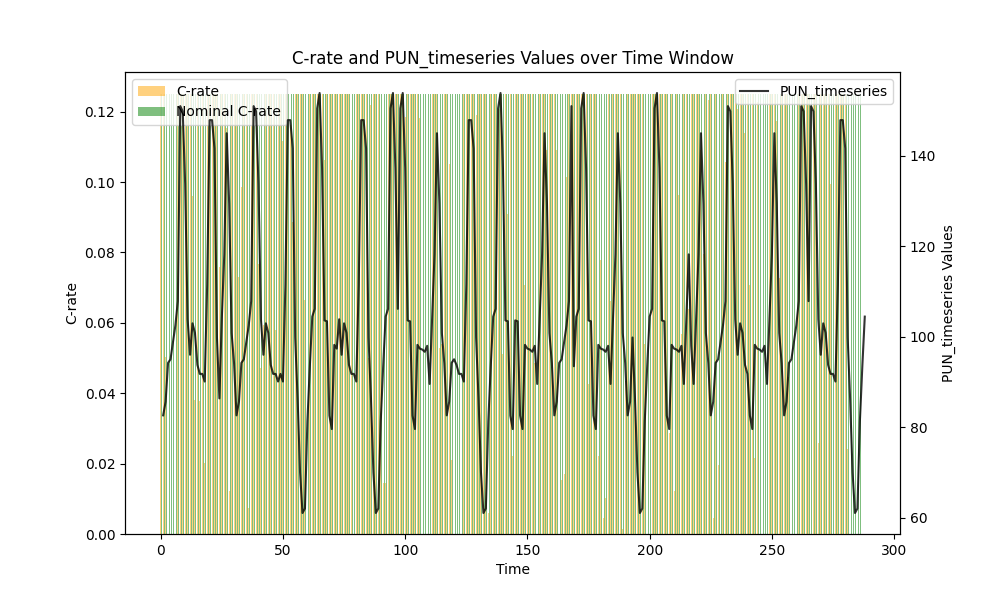 C-rate and PUN_timeseries Values over Time Window
C-rate
Nominal C-rate
PUN_timeseries
0.12
0.10
0.08
0.06
0.04
0.02
0.00
C-rate
140
120
100
80
60
PUN_timeseries Values
0 50 100 150 200 250 300
Time